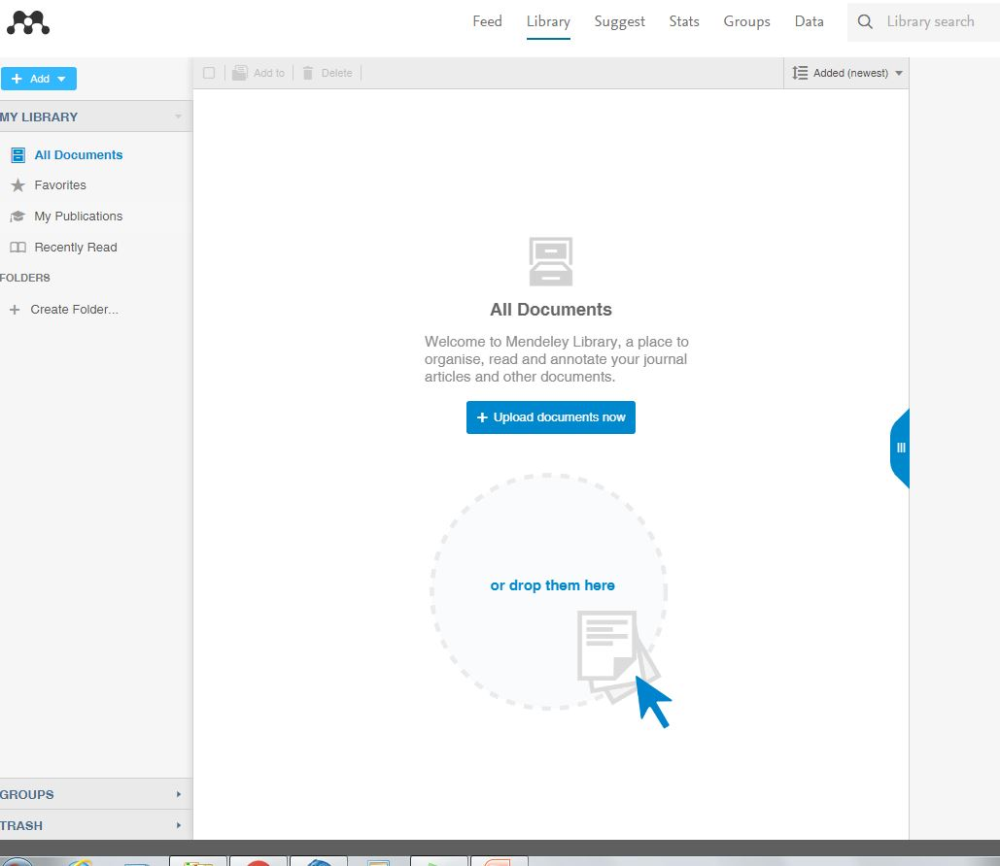 Feed Library Suggest Stats Groups Data Library search
+ Add
Add to Delete Added (newest)
MY LIBRARY
All Documents
Favorites
My Publications
Recently Read
FOLDERS
+ Create Folder...
All Documents
Welcome to Mendeley Library, a place to
organise, read and annotate your journal
articles and other documents.
+ Upload documents now
or drop them here
GROUPS
TRASH